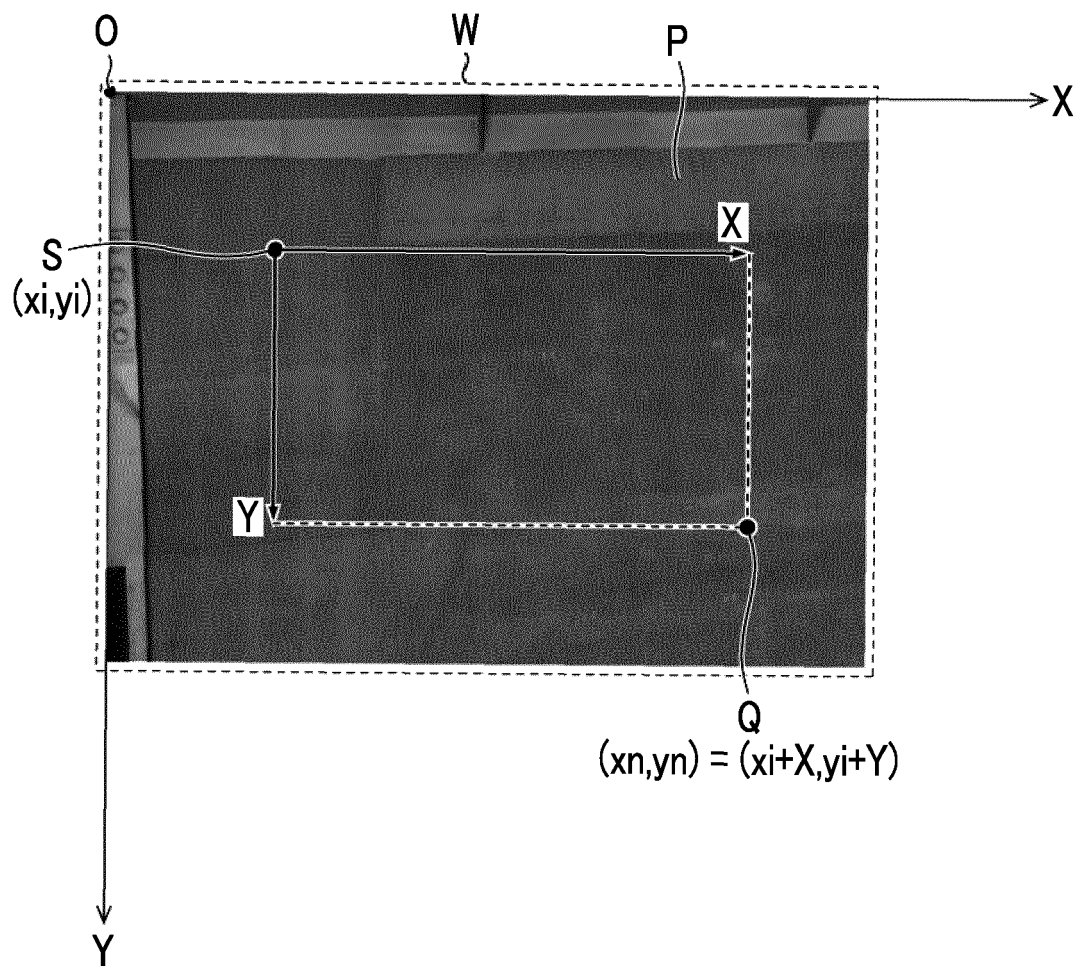 O
W
P
X
X
S
(xi,yi)
Y
Q
(xn,yn) = (xi+X,yi+Y)
Y